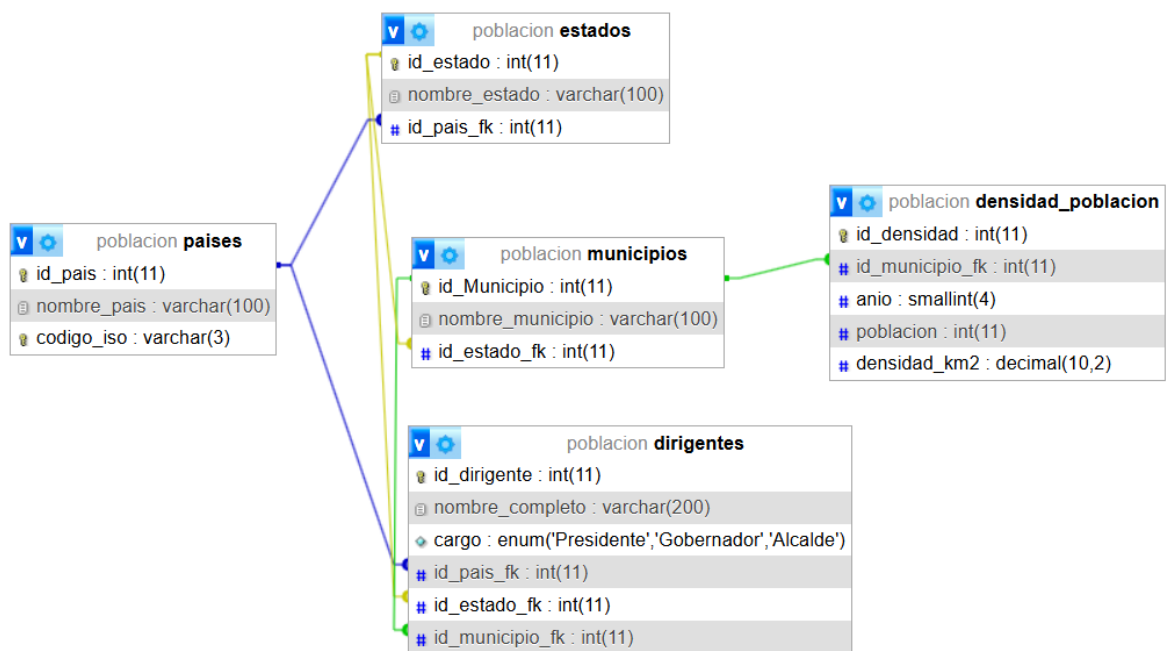 poblacion estados
id_estado : int(11)
nombre_estado : varchar(100)
id_pais_fk : int(11)
poblacion paises
id_pais : int(11)
nombre_pais : varchar(100)
codigo_iso : varchar(3)
poblacion municipios
id_Municipio : int(11)
nombre_municipio : varchar(100)
id_estado_fk : int(11)
poblacion densidad_poblacion
id_densidad : int(11)
id_municipio_fk : int(11)
anio : smallint(4)
poblacion : int(11)
densidad_km2 : decimal(10,2)
poblacion dirigentes
id_dirigente : int(11)
nombre_completo : varchar(200)
cargo : enum('Presidente','Gobernador','Alcalde')
id_pais_fk : int(11)
id_estado_fk : int(11)
id_municipio_fk : int(11)